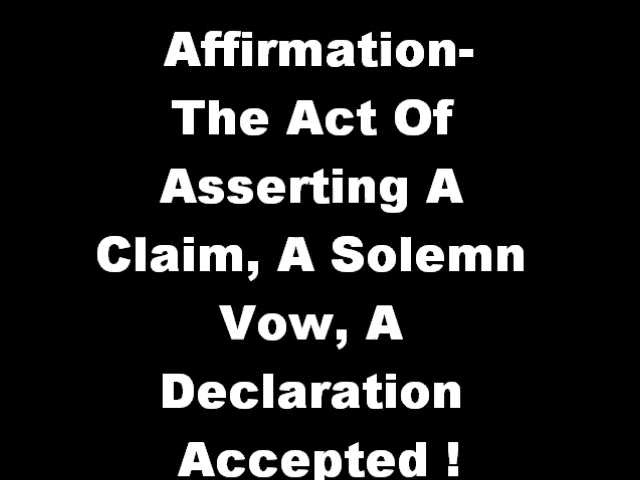 Affirmation-
The Act Of
Asserting A
Claim, A Solemn
Vow, A
Declaration
Accepted !